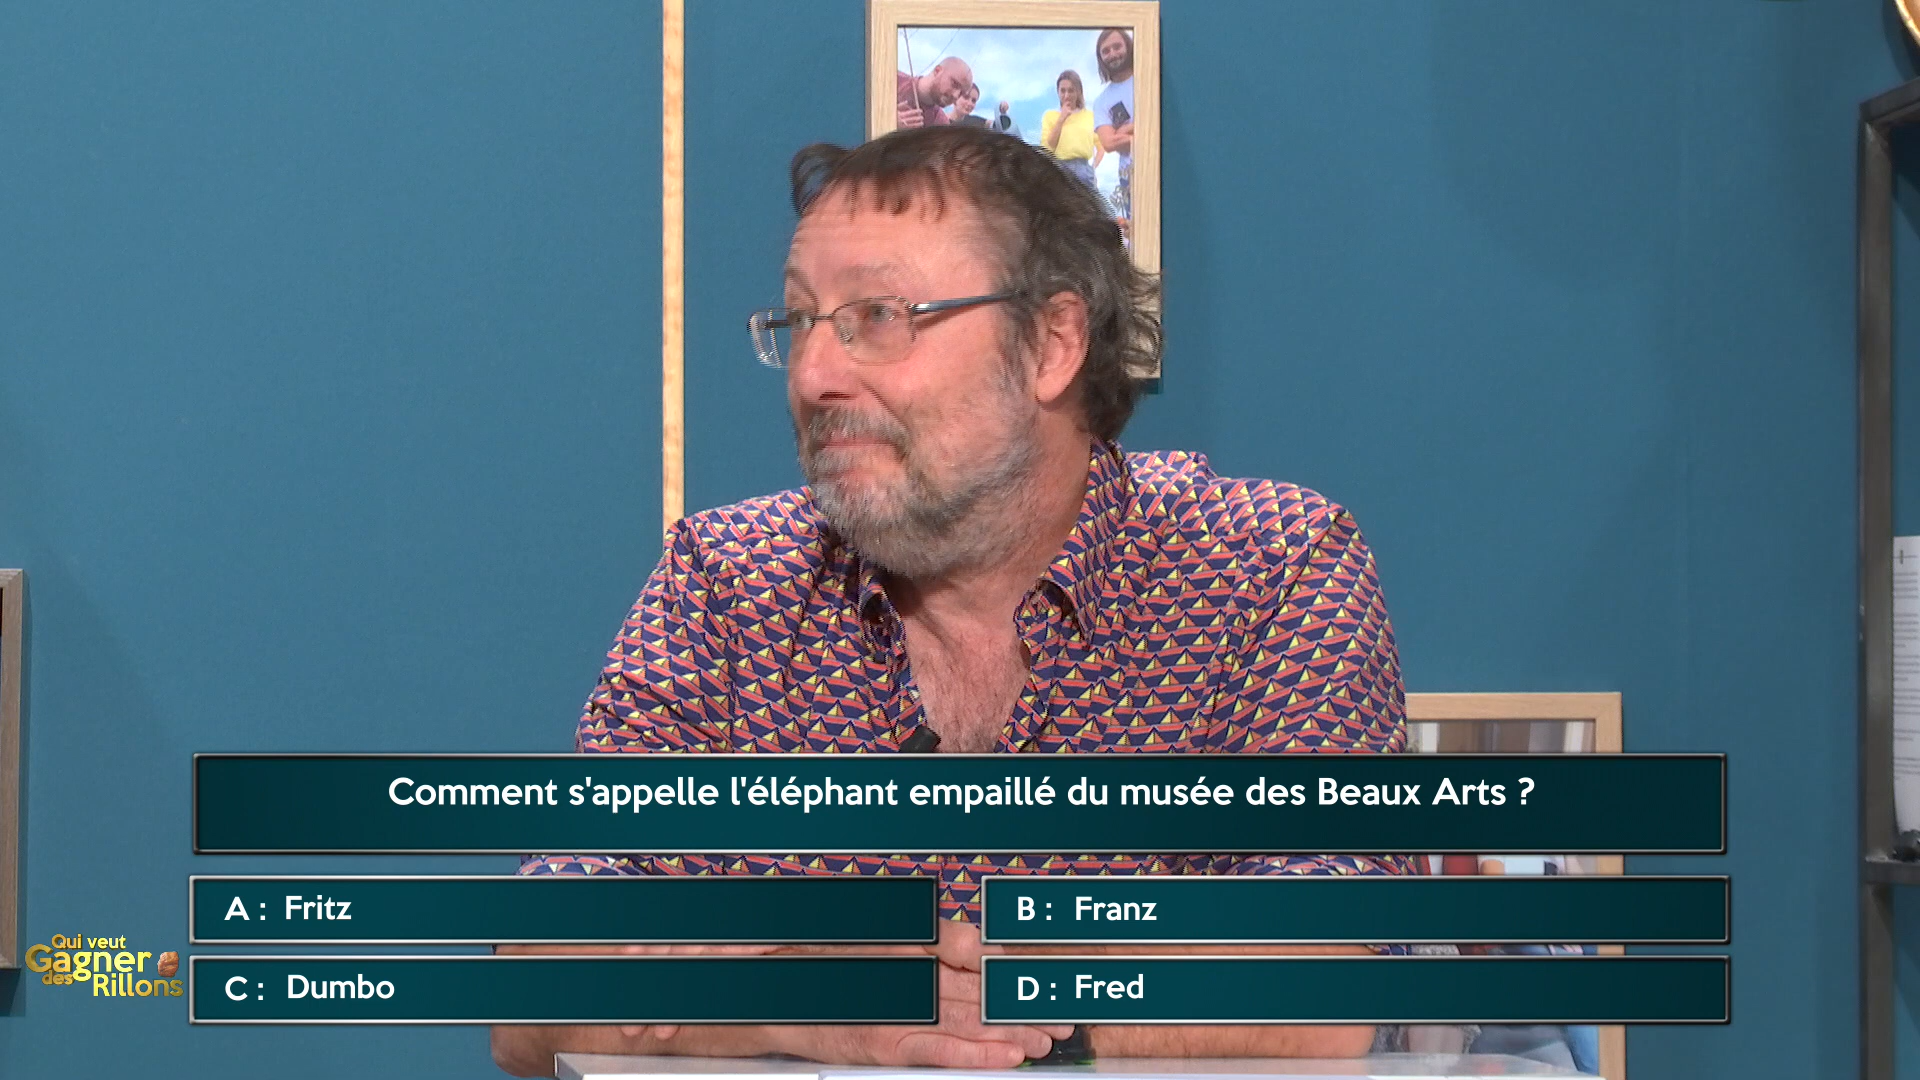 Comment s'appelle l'éléphant empaillé du musée des Beaux Arts ?
A : Fritz
B : Franz
C : Dumbo
D : Fred
Qui veut
Gagner
des Rillons